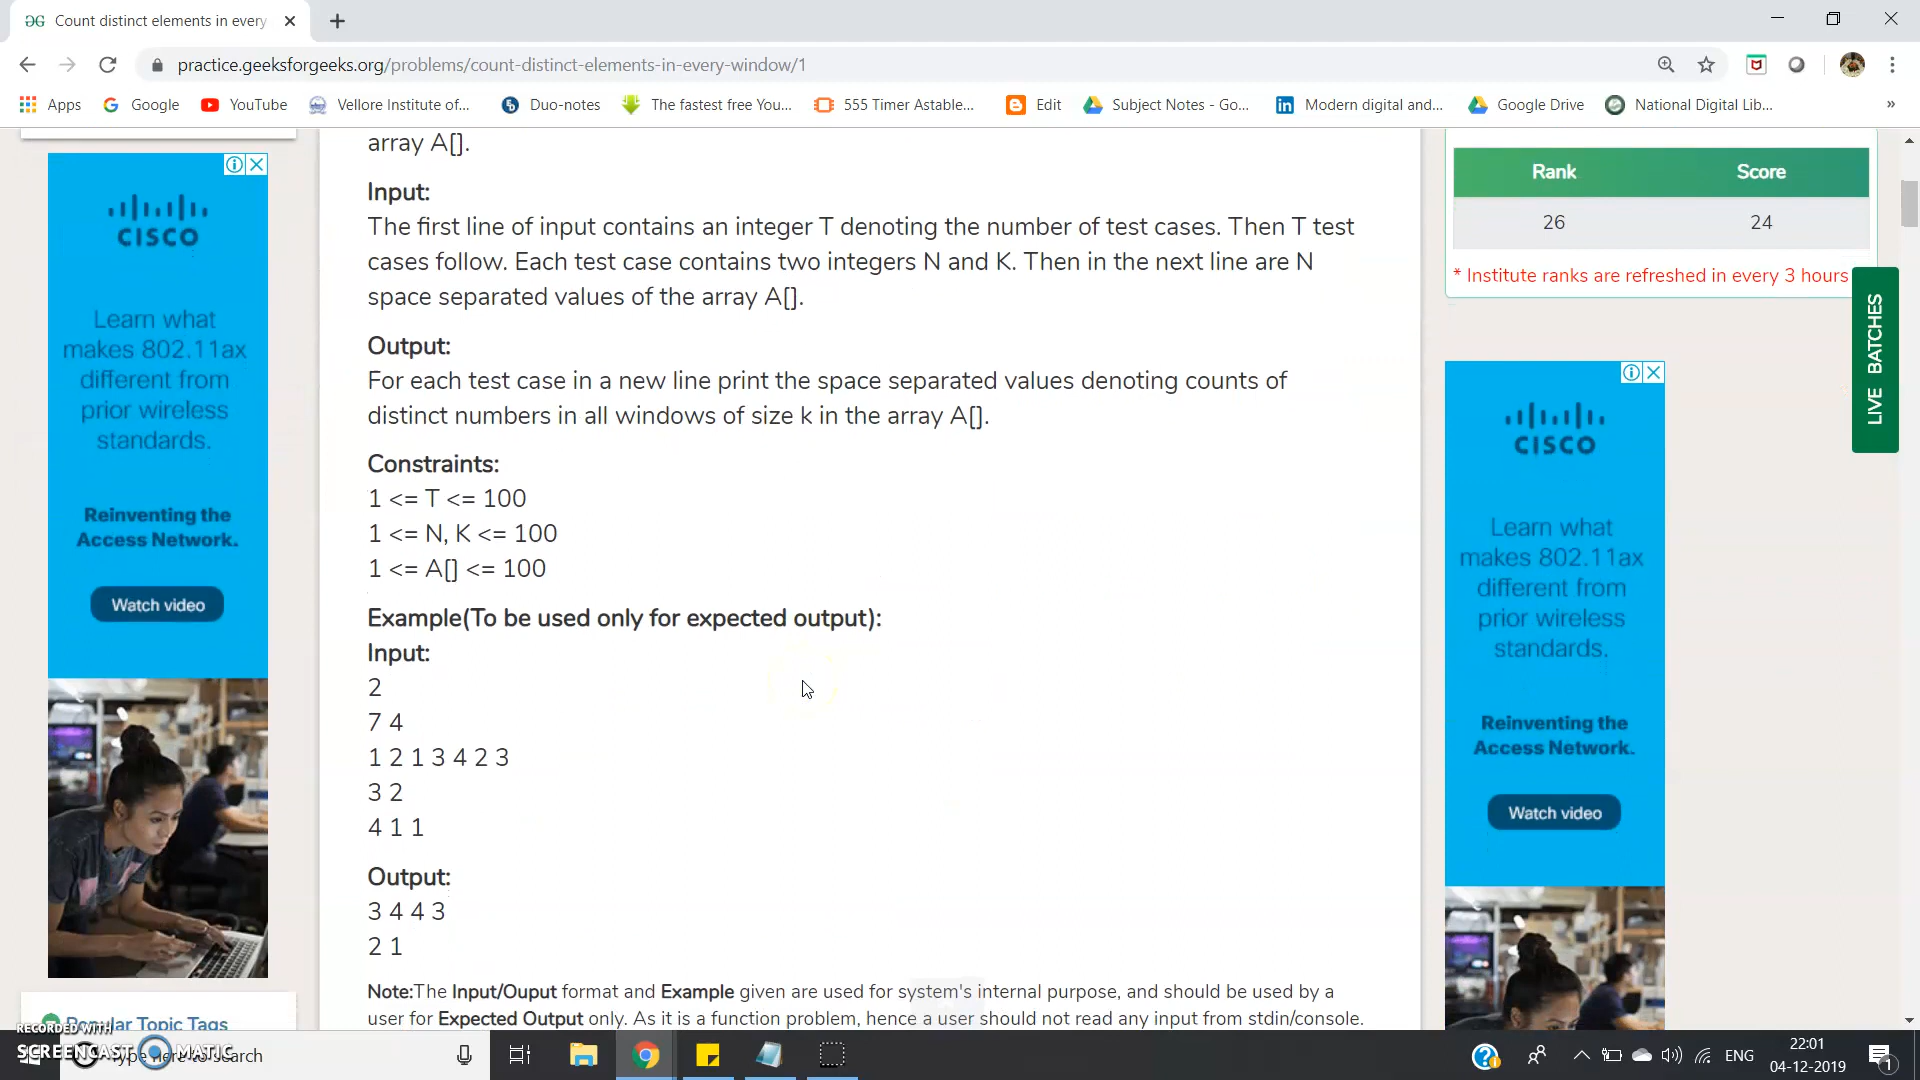 Count distinct elements in every
practice.geeksforgeeks.org/problems/count-distinct-elements-in-every-window/1
Apps
Google
YouTube
Vellore Institute of...
Duo-notes
The fastest free You...
555 Timer Astable...
Edit
Subject Notes - Go...
Modern digital and...
Google Drive
National Digital Lib...
»
array A[].
Input:
The first line of input contains an integer T denoting the number of test cases. Then T test
cases follow. Each test case contains two integers N and K. Then in the next line are N
space separated values of the array A[].
Output:
For each test case in a new line print the space separated values denoting counts of
distinct numbers in all windows of size k in the array A[].
Constraints:
1 <= T <= 100
1 <= N, K <= 100
1 <= A[] <= 100
Example(To be used only for expected output):
Input:
2
7 4
1 2 1 3 4 2 3
3 2
4 1 1
Output:
3 4 4 3
2 1
Note:The Input/Ouput format and Example given are used for system's internal purpose, and should be used by a
user for Expected Output only. As it is a function problem, hence a user should not read any input from stdin/console.
CISCO
Learn what
makes 802.11ax
different from
prior wireless
standards.
Reinventing the
Access Network.
Watch video
Popular Topic Tags
Rank Score
26 24
* Institute ranks are refreshed in every 3 hours
LIVE BATCHES
CISCO
Learn what
makes 802.11ax
different from
prior wireless
standards.
Reinventing the
Access Network.
Watch video
RECORDED WITH
SCREENCAST MATIC
Type here to search
ENG
22:01
04-12-2019
1